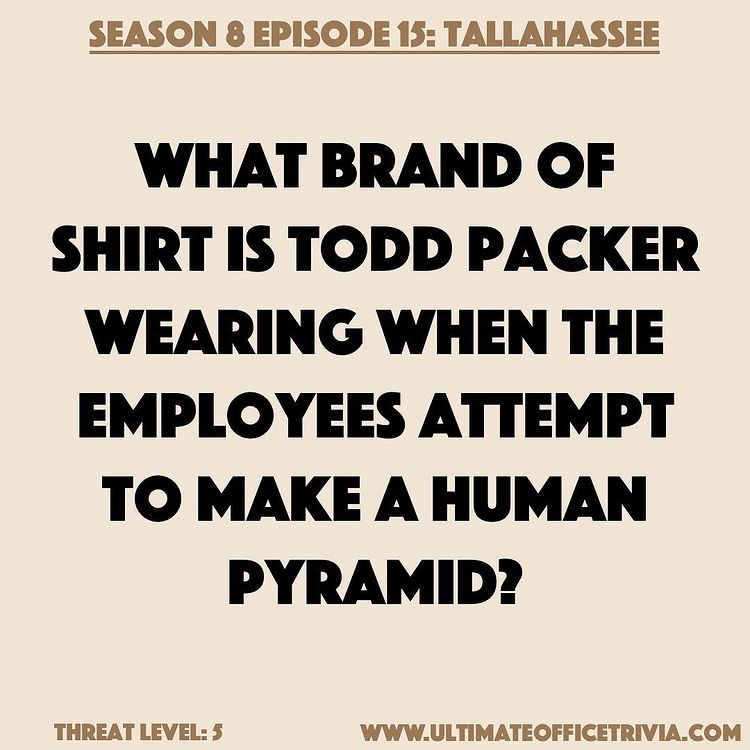 SEASON 8 EPISODE 15: TALLAHASSEE
WHAT BRAND OF
SHIRT IS TODD PACKER
WEARING WHEN THE
EMPLOYEES ATTEMPT
TO MAKE A HUMAN
PYRAMID?
THREAT LEVEL: 5
WWW.ULTIMATEOFFICETRIVIA.COM